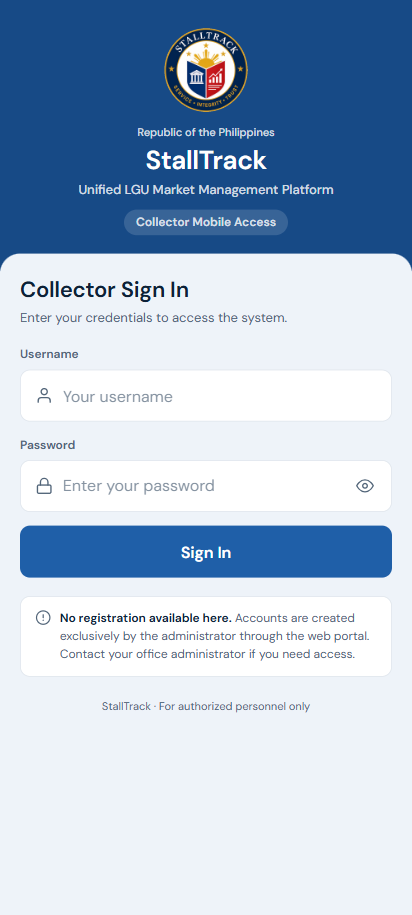 STALLTRACK
SERVICE • INTEGRITY • TRUST
Republic of the Philippines
StallTrack
Unified LGU Market Management Platform
Collector Mobile Access
Collector Sign In
Enter your credentials to access the system.
Username
Your username
Password
Enter your password
Sign In
No registration available here. Accounts are created
exclusively by the administrator through the web portal.
Contact your office administrator if you need access.
StallTrack · For authorized personnel only